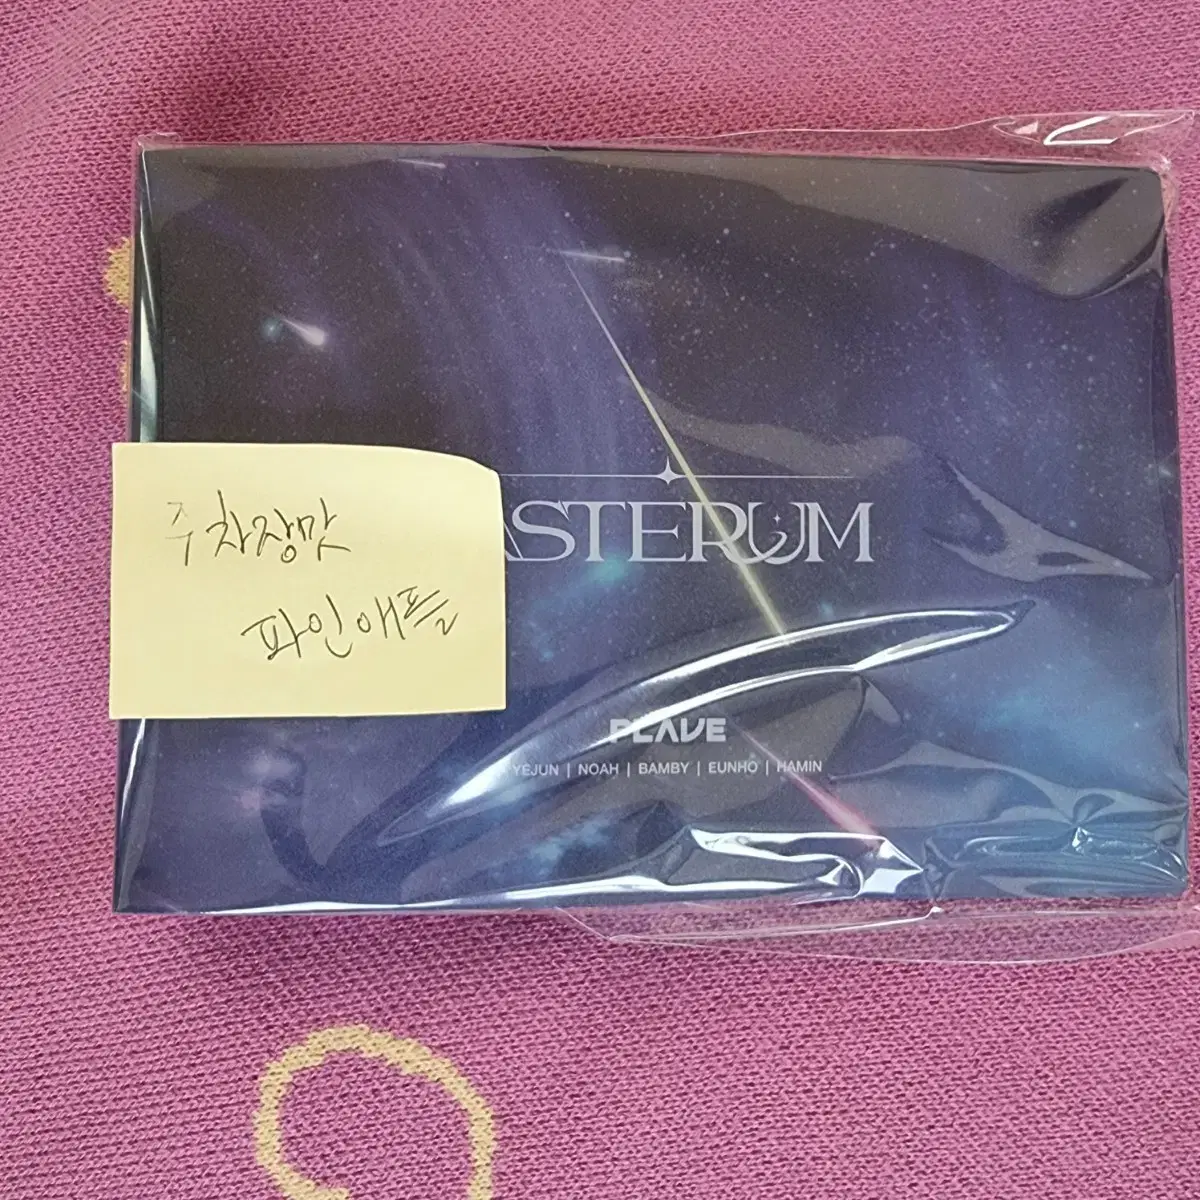 주차장맛
파인애플
ASTERUM
PLAVE
YEJUN | NOAH | BAMBY | EUNHO | HAMIN